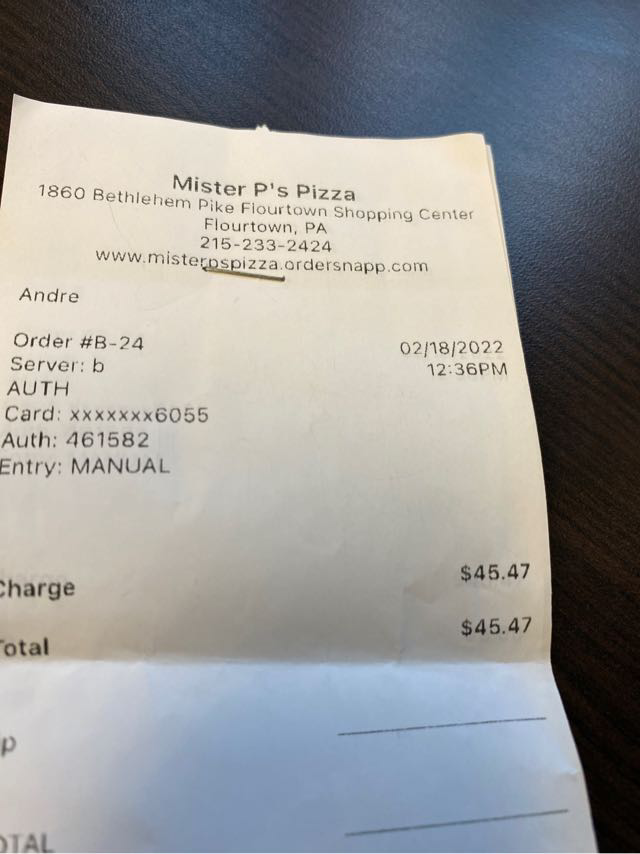 Mister P's Pizza
1860 Bethlehem Pike Flourtown Shopping Center
Flourtown, PA
215-233-2424
www.misterpspizza.ordersnapp.com
Andre
Order #B-24 02/18/2022
Server: b 12:36PM
AUTH
Card: xxxxxxx6055
Auth: 461582
Entry: MANUAL
Charge $45.47
Total $45.47
p
OTAL